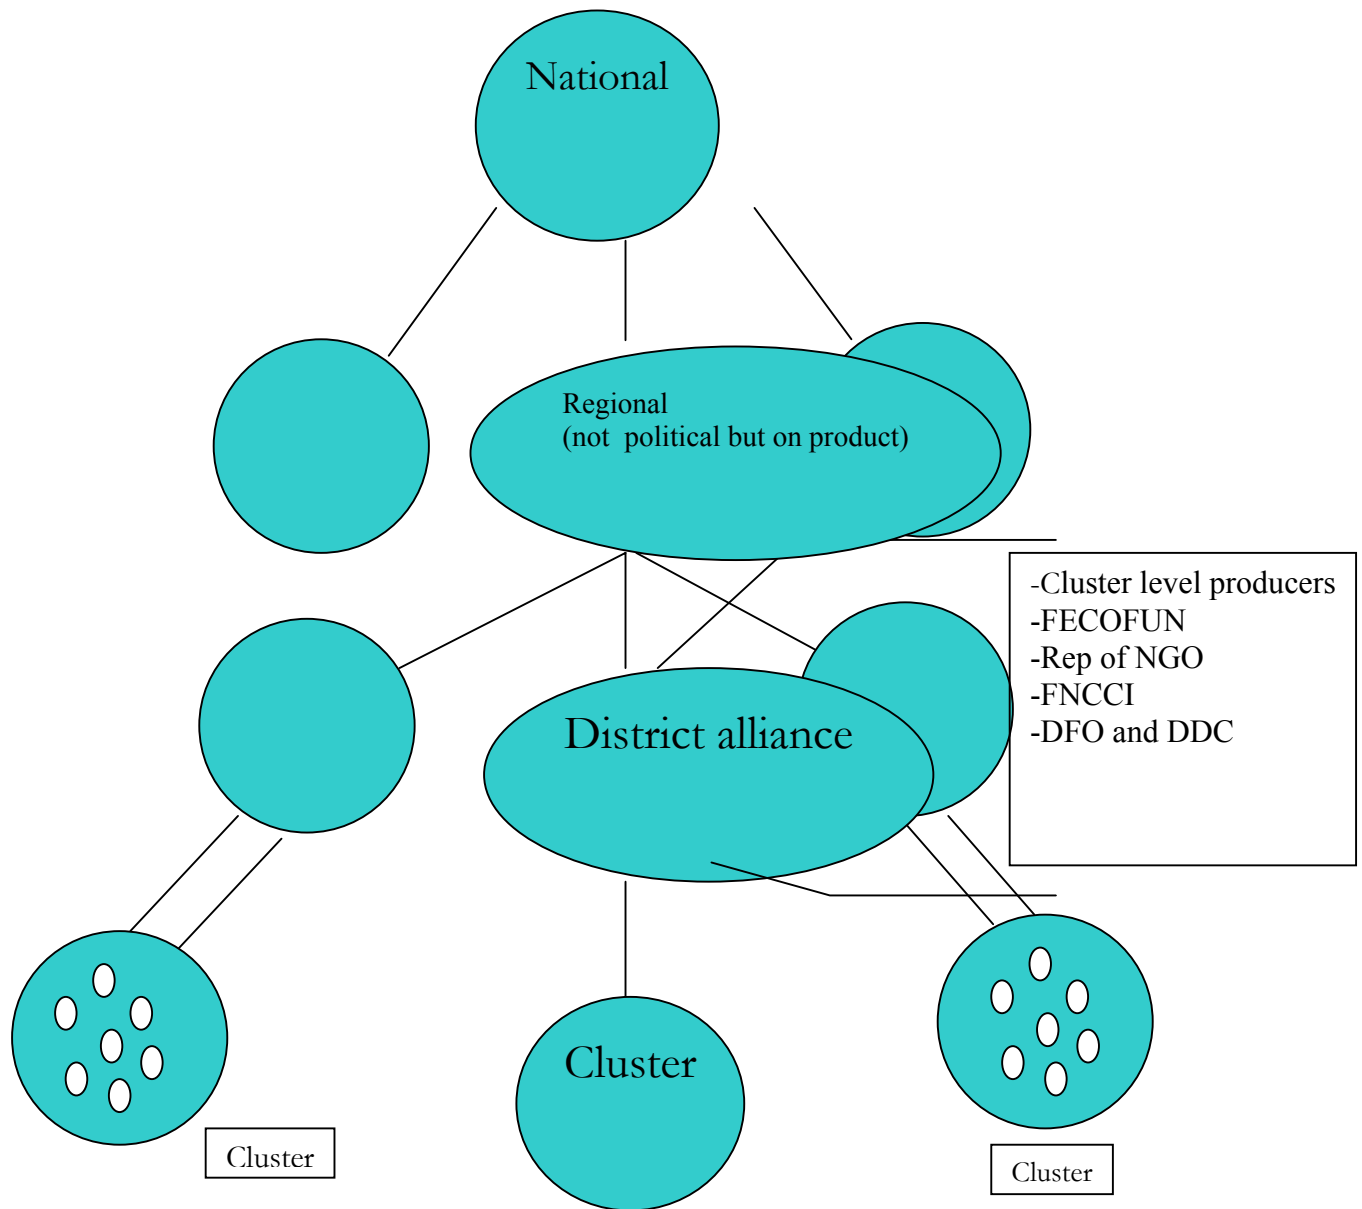 National
Regional
(not political but on product)
-Cluster level producers
-FECOFUN
-Rep of NGO
-FNCCI
-DFO and DDC
District alliance
Cluster
Cluster
Cluster